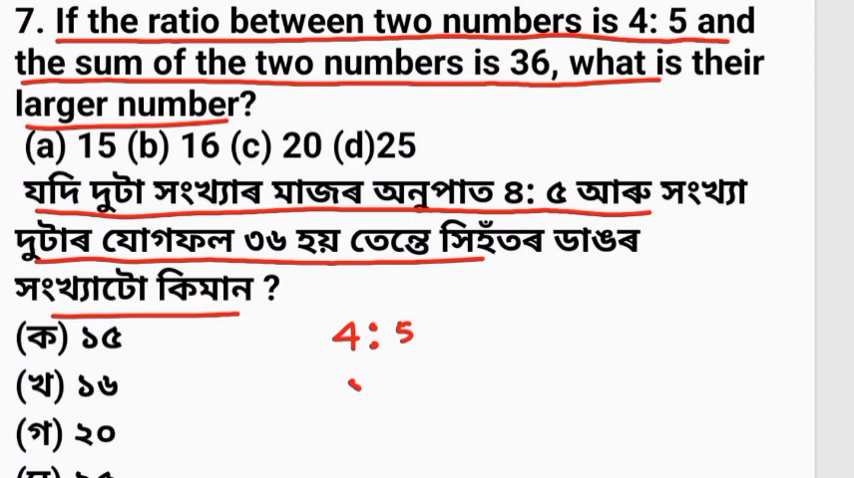 7. If the ratio between two numbers is 4: 5 and
the sum of the two numbers is 36, what is their
larger number?
(a) 15 (b) 16 (c) 20 (d)25
যদি দুটা সংখ্যাৰ মাজৰ অনুপাত ৪: ৫ আৰু সংখ্যা
দুটাৰ যোগফল ৩৬ হয় তেন্তে সিহঁতৰ ডাঙৰ
সংখ্যাটো কিমান ?
(ক) ১৫
4: 5
(খ) ১৬
(গ) ২০